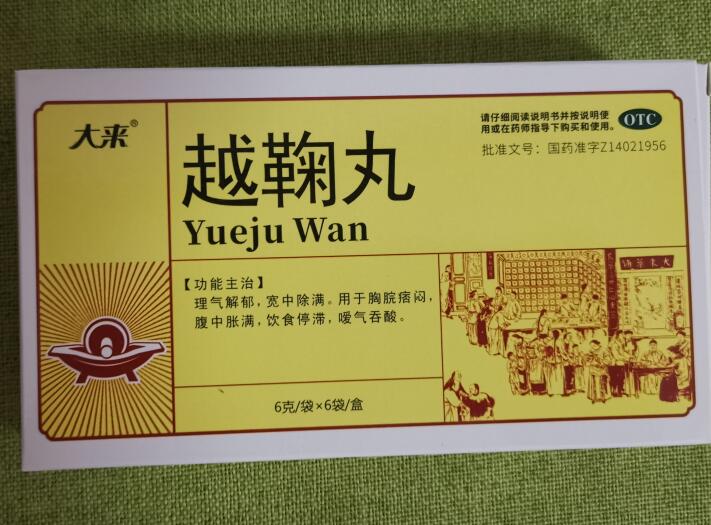 大来®
越鞠丸
Yueju Wan
请仔细阅读说明书并按说明使
用或在药师指导下购买和使用。
OTC
批准文号：国药准字Z14021956
【功能主治】
理气解郁，宽中除满。用于胸脘痞闷，
腹中胀满，饮食停滞，嗳气吞酸。
6克/袋×6袋/盒